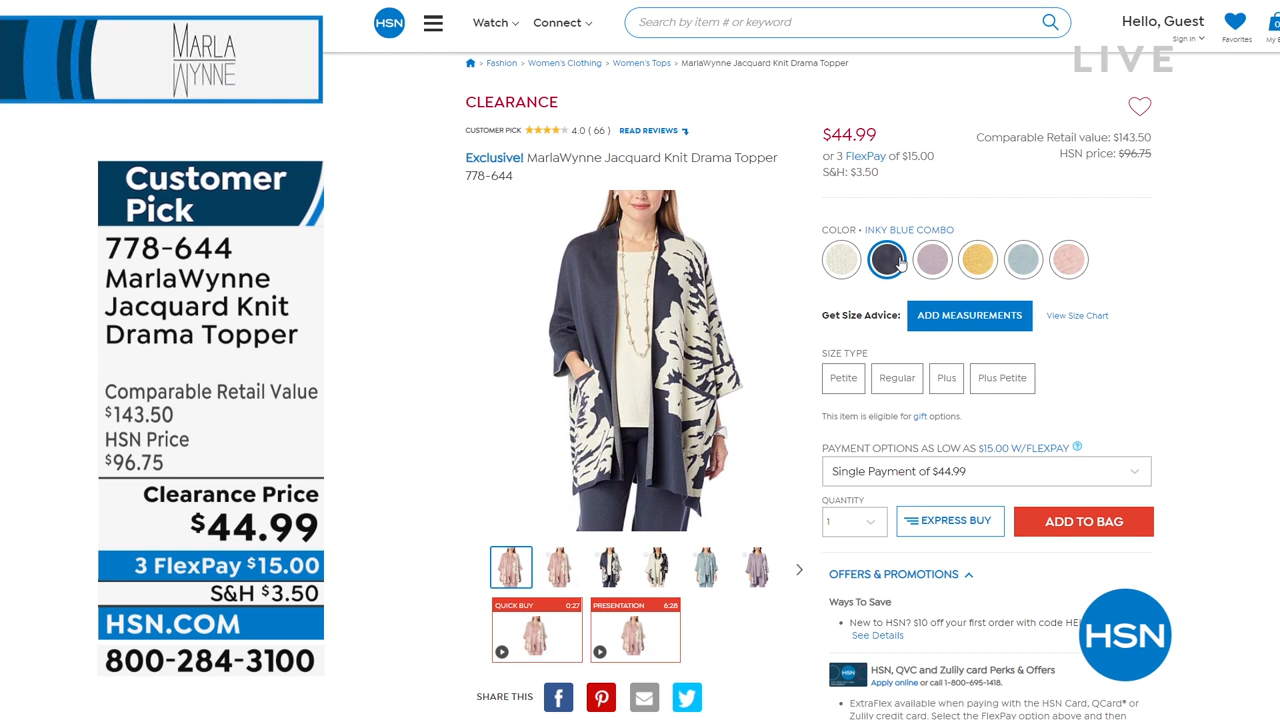 MARLA
WYNNE
Customer
Pick
778-644
MarlaWynne
Jacquard Knit
Drama Topper
Comparable Retail Value
$143.50
HSN Price
$96.75
Clearance Price
$44.99
3 FlexPay $15.00
S&H $3.50
HSN.COM
800-284-3100
HSN
Watch
Connect
Search by item # or keyword
Hello, Guest
Sign In
Favorites
0
LIVE
> Fashion > Women's Clothing > Women's Tops > MarlaWynne Jacquard Knit Drama Topper
CLEARANCE
CUSTOMER PICK 4.0 ( 66 ) READ REVIEWS
Exclusive! MarlaWynne Jacquard Knit Drama Topper
778-644
$44.99
or 3 FlexPay of $15.00
S&H: $3.50
Comparable Retail value: $143.50
HSN price: $96.75
COLOR • INKY BLUE COMBO
Get Size Advice: ADD MEASUREMENTS View Size Chart
SIZE TYPE
Petite Regular Plus Plus Petite
This item is eligible for gift options.
PAYMENT OPTIONS AS LOW AS $15.00 W/FLEXPAY ?
Single Payment of $44.99
QUANTITY
1
EXPRESS BUY
ADD TO BAG
QUICK BUY 0:27
PRESENTATION 6:28
SHARE THIS
OFFERS & PROMOTIONS
Ways To Save
• New to HSN? $10 off your first order with code
See Details
HSN
HSN, QVC and Zulily card Perks & Offers
Apply online or call 1-800-695-1418.
• ExtraFlex available when paying with the HSN Card, QCard® or
Zulily credit card. Select the FlexPay option above and then